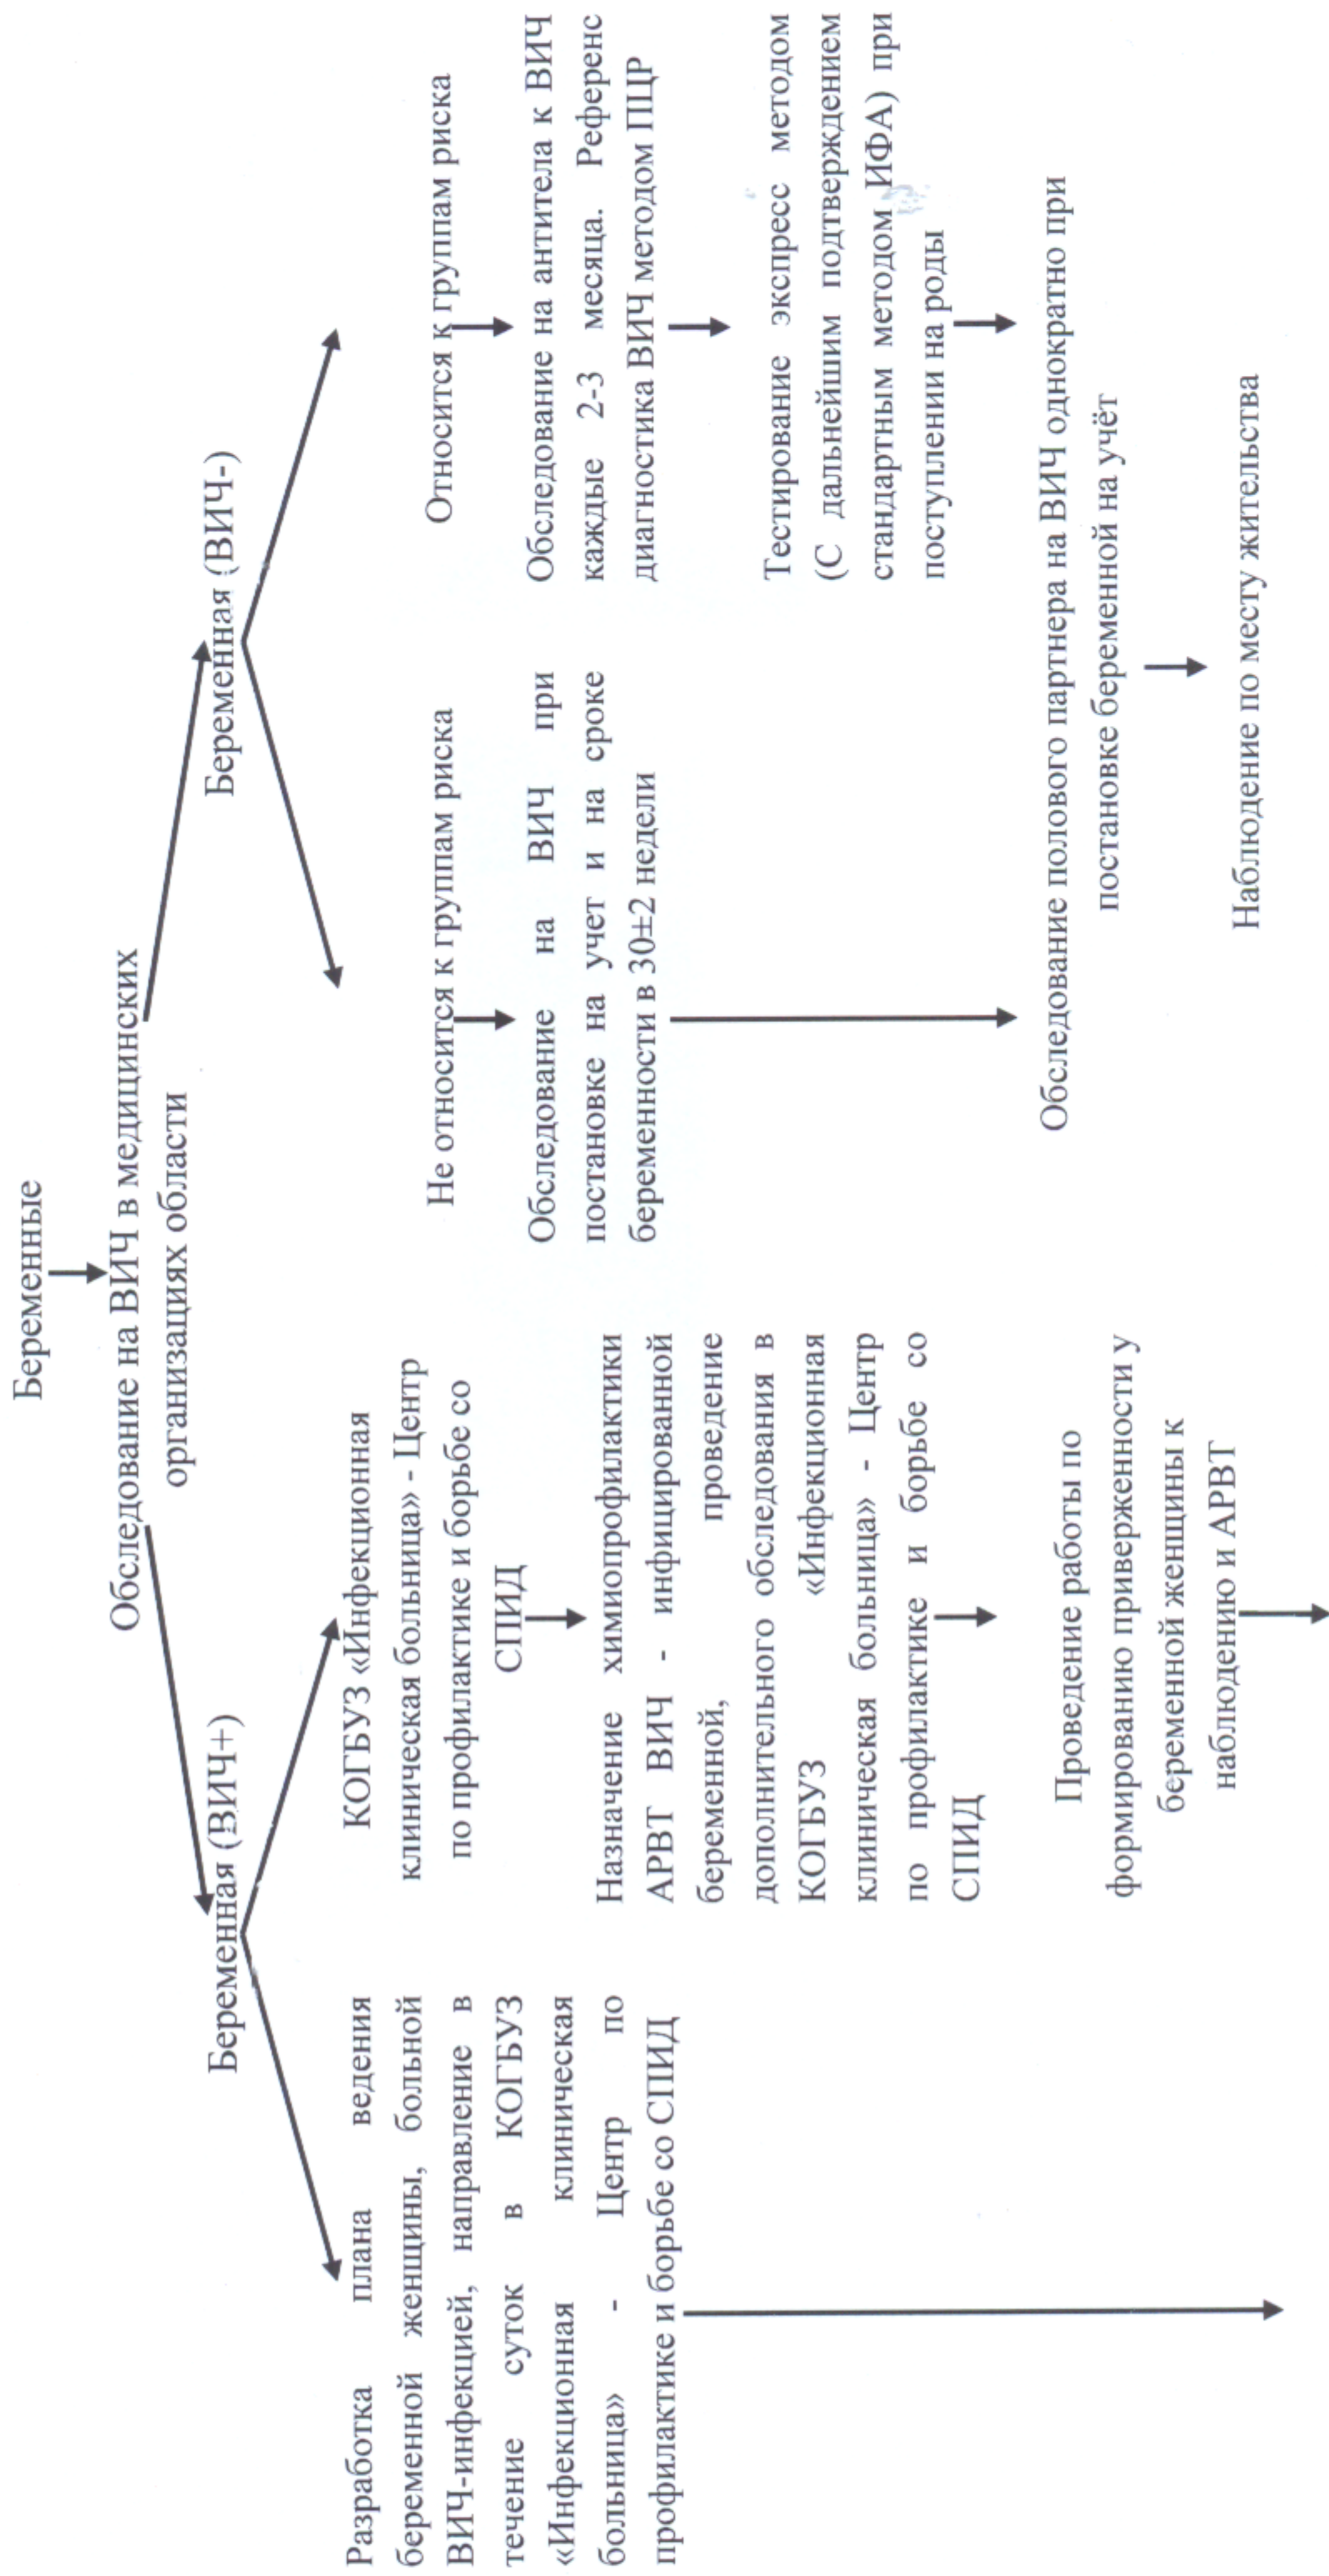 Беременные
Обследование на ВИЧ в медицинских
организациях области
Беременная (ВИЧ+)
Беременная (ВИЧ-)
Разработка плана ведения
беременной женщины, больной
ВИЧ-инфекцией, направление в
течение суток в КОГБУЗ
«Инфекционная клиническая
больница» - Центр по
профилактике и борьбе со СПИД
КОГБУЗ «Инфекционная
клиническая больница» - Центр
по профилактике и борьбе со
СПИД
Назначение химиопрофилактики
АРВТ ВИЧ - инфицированной
беременной, проведение
дополнительного обследования в
КОГБУЗ «Инфекционная
клиническая больница» - Центр
по профилактике и борьбе со
СПИД
Проведение работы по
формированию приверженности у
беременной женщины к
наблюдению и АРВТ
Не относится к группам риска
Обследование на ВИЧ при
постановке на учет и на сроке
беременности в 30±2 недели
Относится к группам риска
Обследование на антитела к ВИЧ
каждые 2-3 месяца. Референс
диагностика ВИЧ методом ПЦР
Тестирование экспресс методом
(С дальнейшим подтверждением
стандартным методом ИФА) при
поступлении на роды
Обследование полового партнера на ВИЧ однократно при
постановке беременной на учёт
Наблюдение по месту жительства